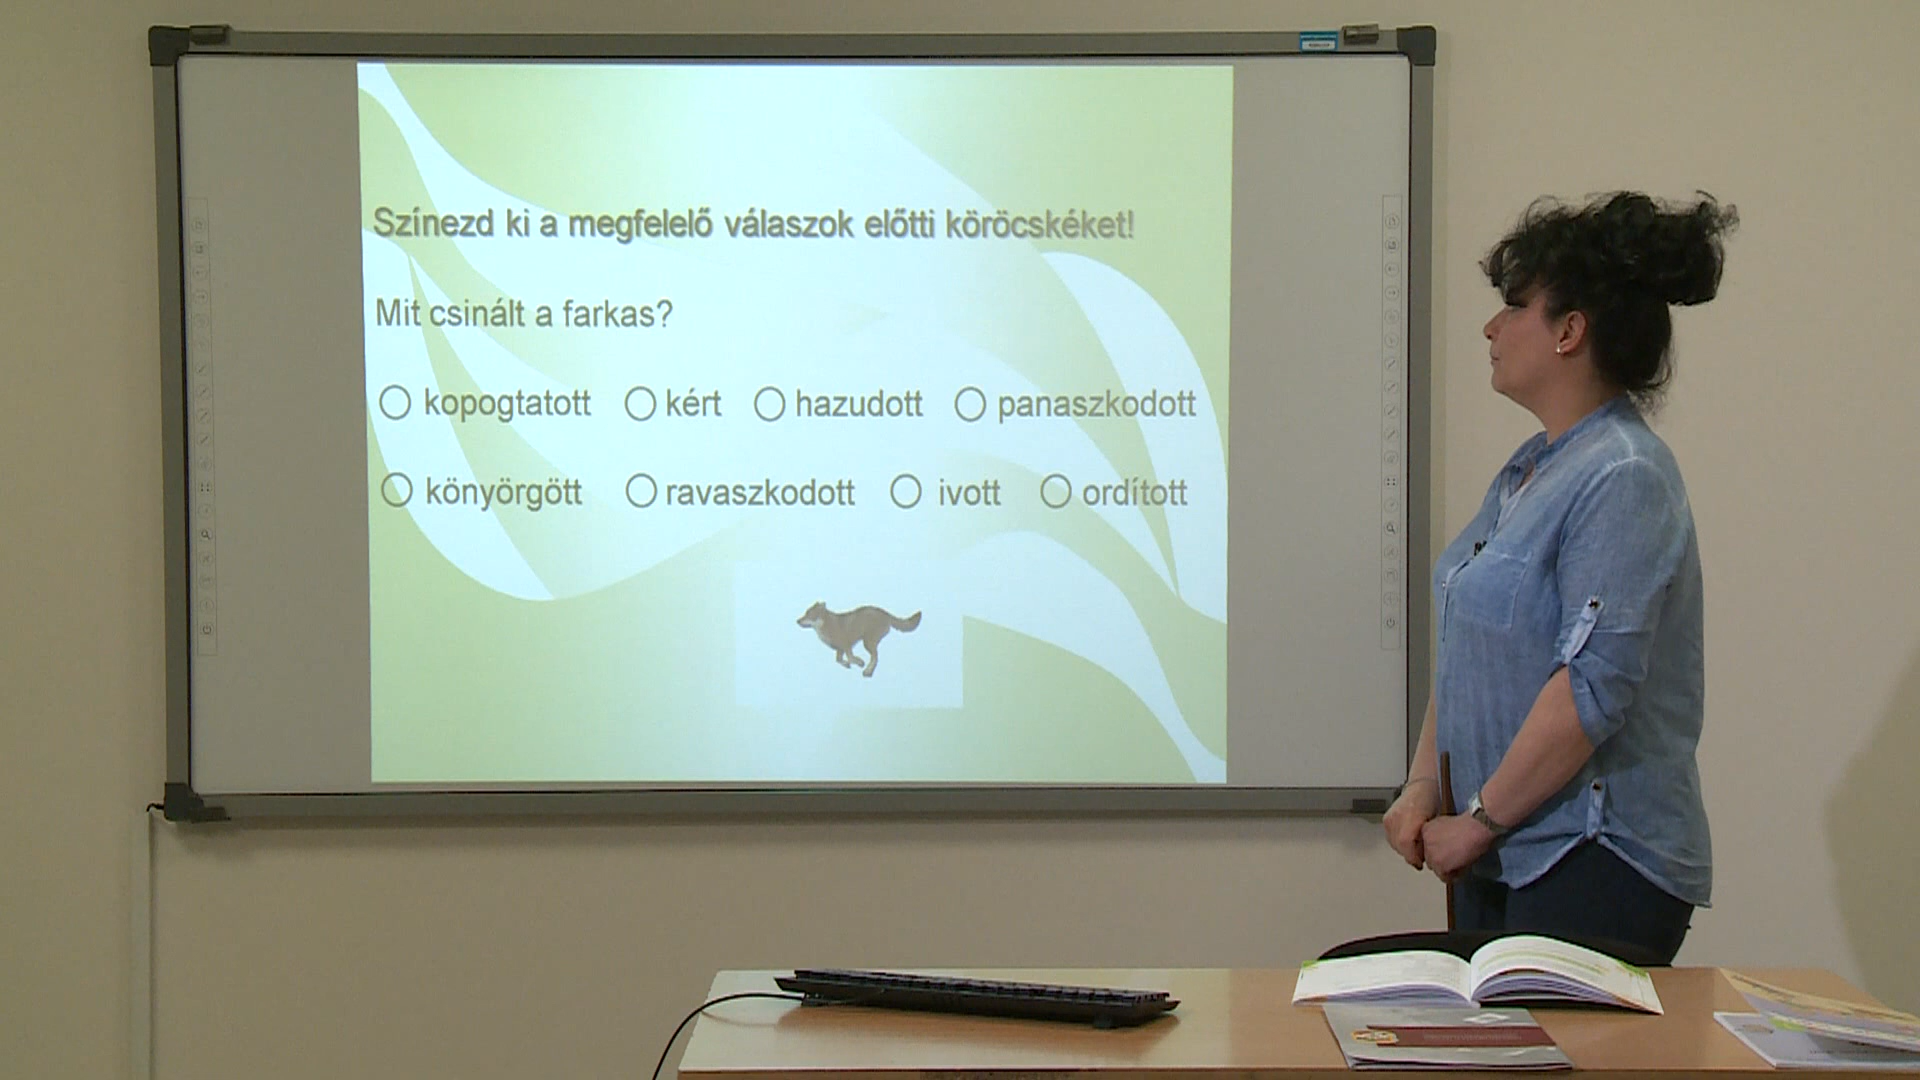 Színezd ki a megfelelő válaszok előtti köröcskéket!
Mit csinált a farkas?
kopogtatott kért hazudott panaszkodott
könyörgött ravaszkodott ivott ordított